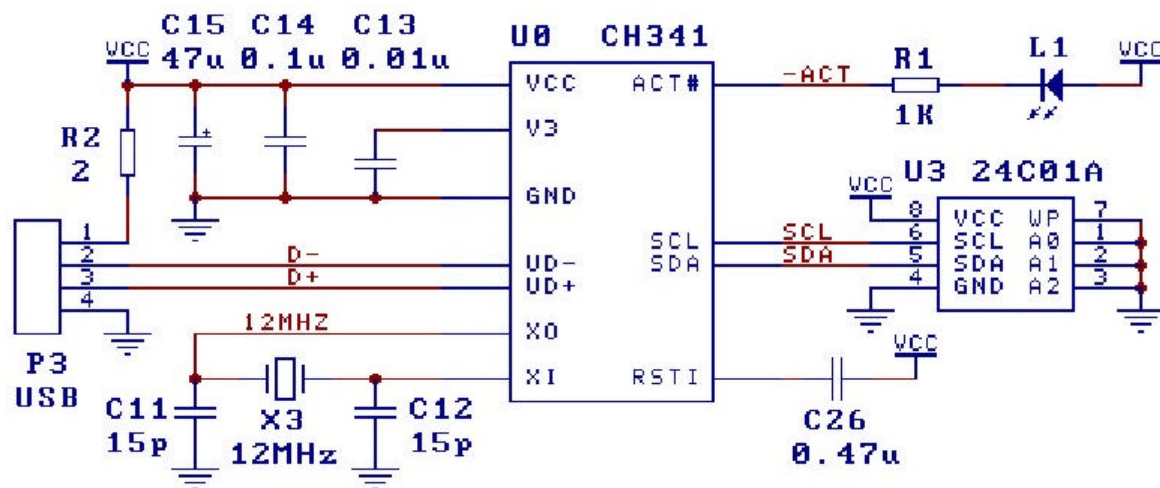 C15 C14 C13
47u 0.1u 0.01u
VCC
R2
2
U0 CH341
VCC
V3
GND
UD-
UD+
XO
XI
ACT#
SCL
SDA
RSTI
-ACT
R1
1K
L1
VCC
U3 24C01A
VCC
8 VCC WP 7
6 SCL A0 1
5 SDA A1 2
4 GND A2 3
SCL
SDA
1
2
3
4
D-
D+
P3
USB
12MHZ
C11
15p
X3
12MHz
C12
15p
VCC
C26
0.47u